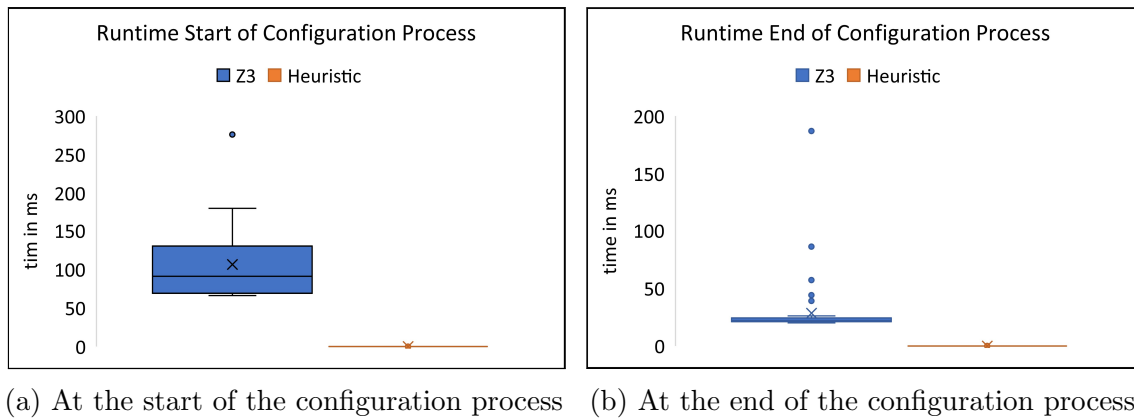 Runtime Start of Configuration Process
Z3 Heuristic
300
250
200
150
100
50
0
tim in ms
(a) At the start of the configuration process
Runtime End of Configuration Process
Z3 Heuristic
200
150
100
50
0
time in ms
(b) At the end of the configuration process